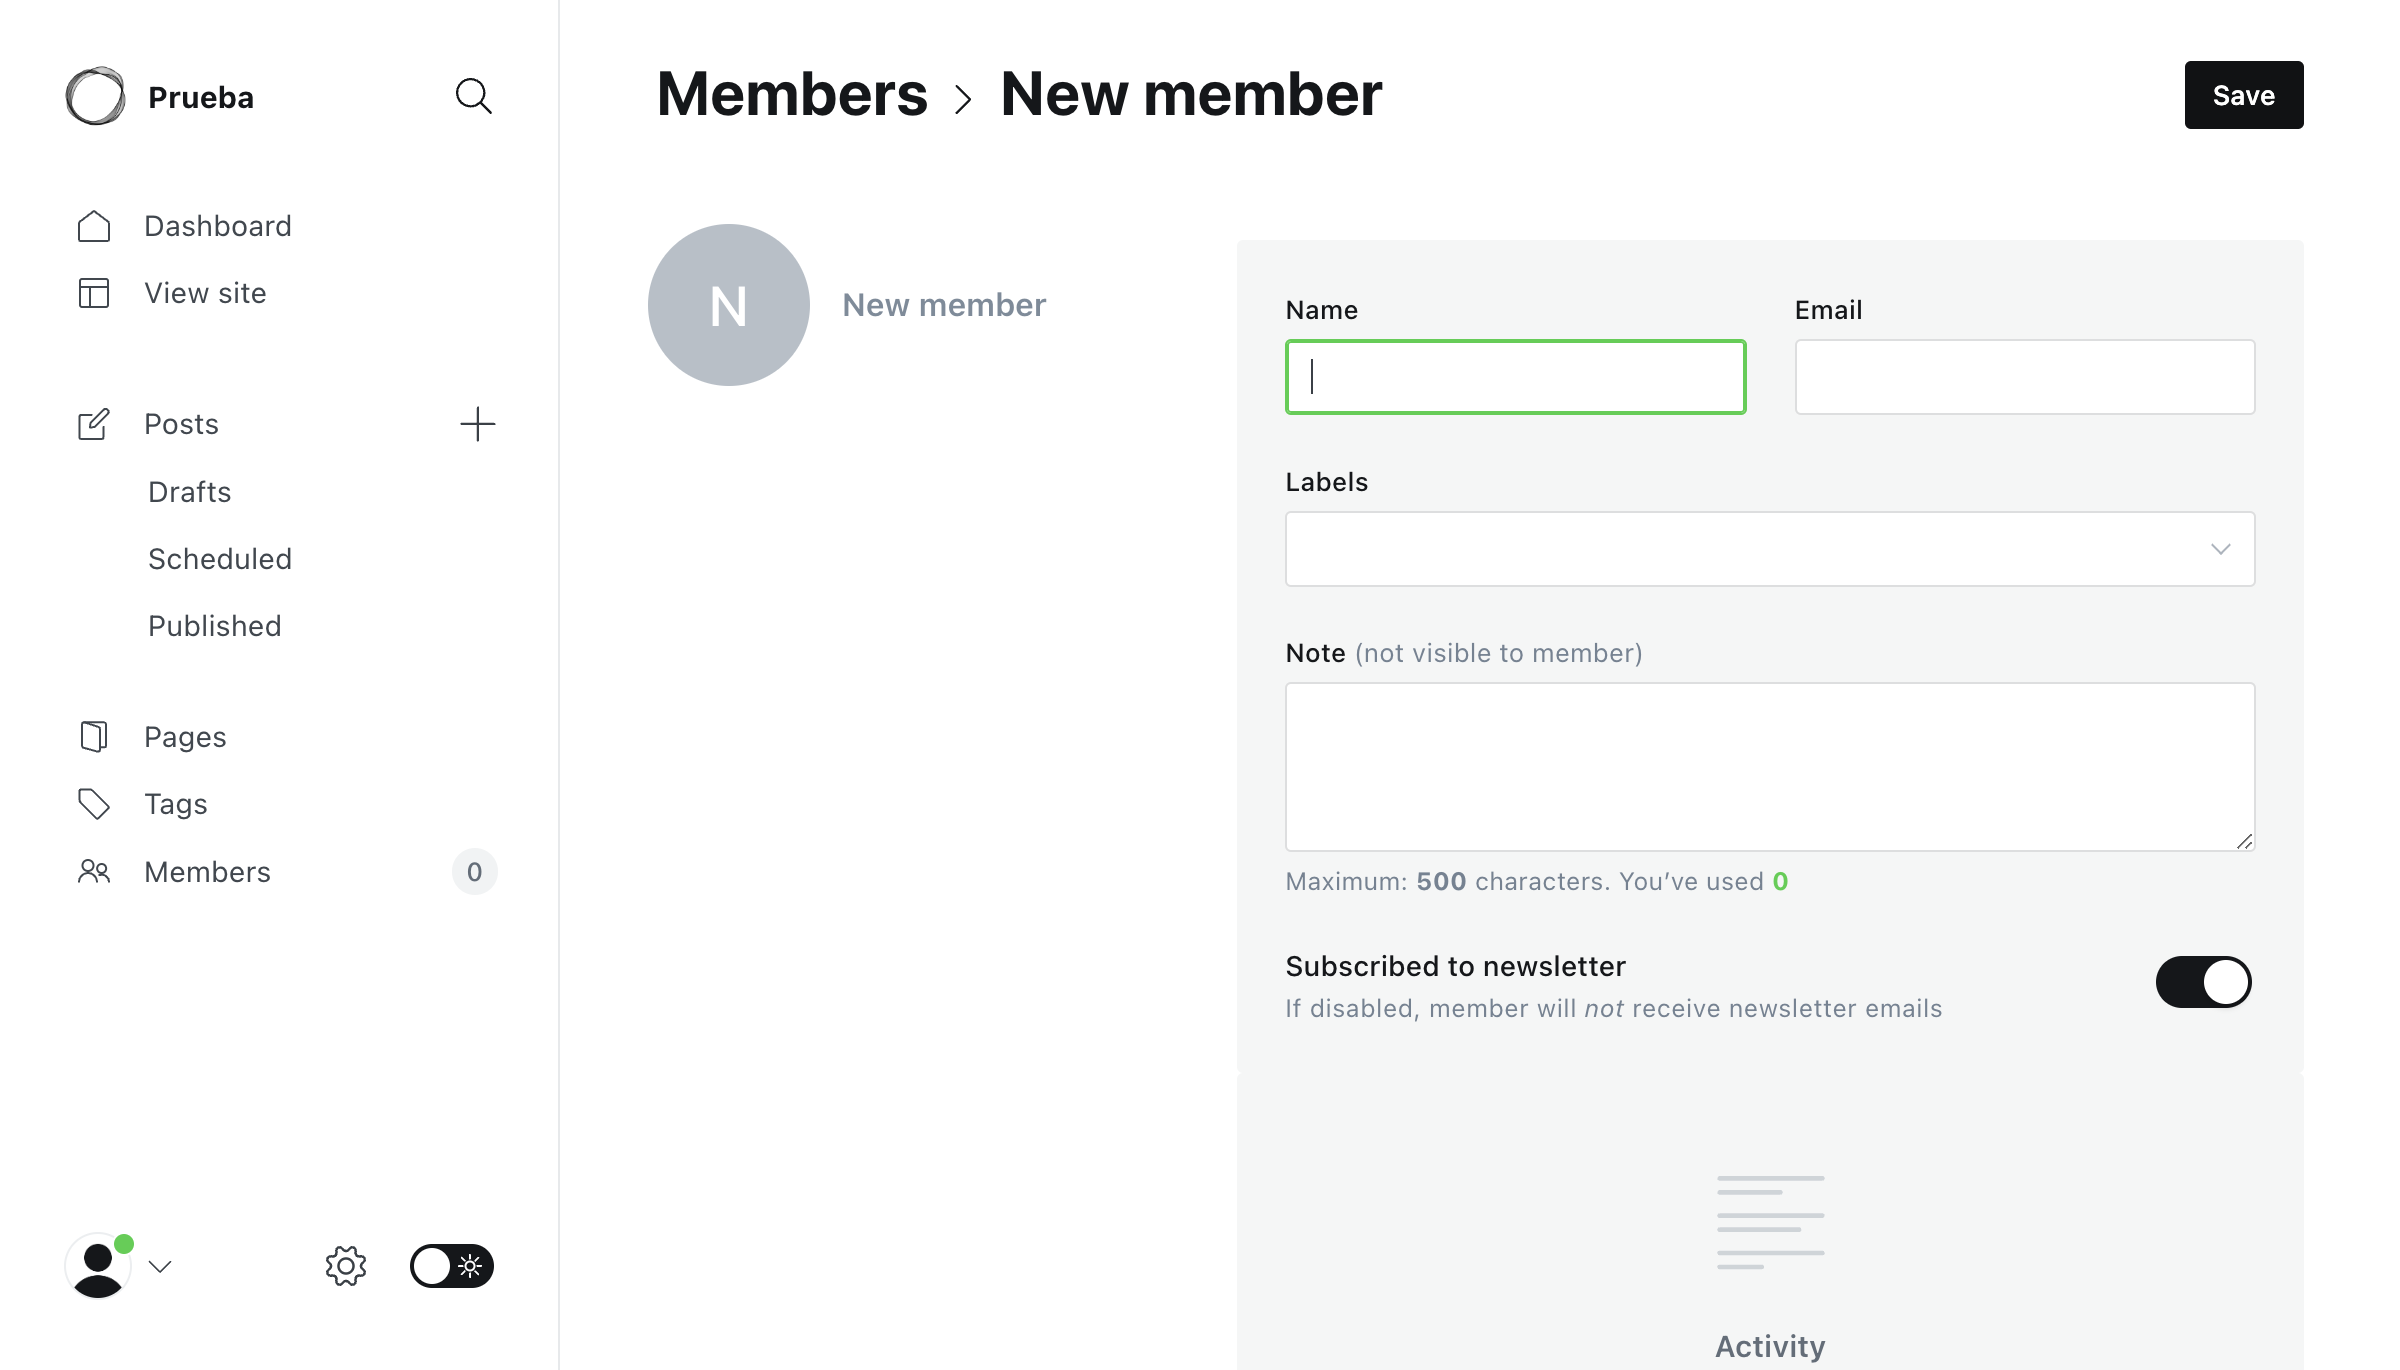 Prueba
Dashboard
View site
Posts
Drafts
Scheduled
Published
Pages
Tags
Members 0
Members > New member
Save
N
New member
Name
Email
Labels
Note (not visible to member)
Maximum: 500 characters. You’ve used 0
Subscribed to newsletter
If disabled, member will not receive newsletter emails
Activity